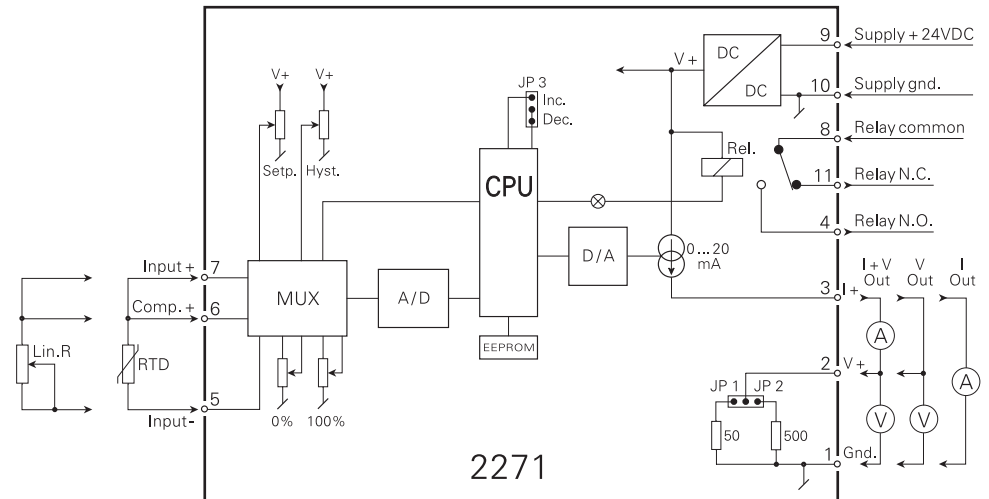 9 Supply + 24VDC
V +
DC
DC
10 Supply gnd.
V+
V+
JP 3
Inc.
Dec.
Setp.
Hyst.
8 Relay common
Rel.
11 Relay N.C.
4 Relay N.O.
CPU
Input + 7
Comp. + 6
MUX
A/D
D/A
0...20
mA
I + V
Out
V
Out
I
Out
3 I +
A
EEPROM
Lin.R
RTD
5
Input -
0%
100%
2 V +
JP 1
JP 2
A
V
V
50
500
1 Gnd.
2271